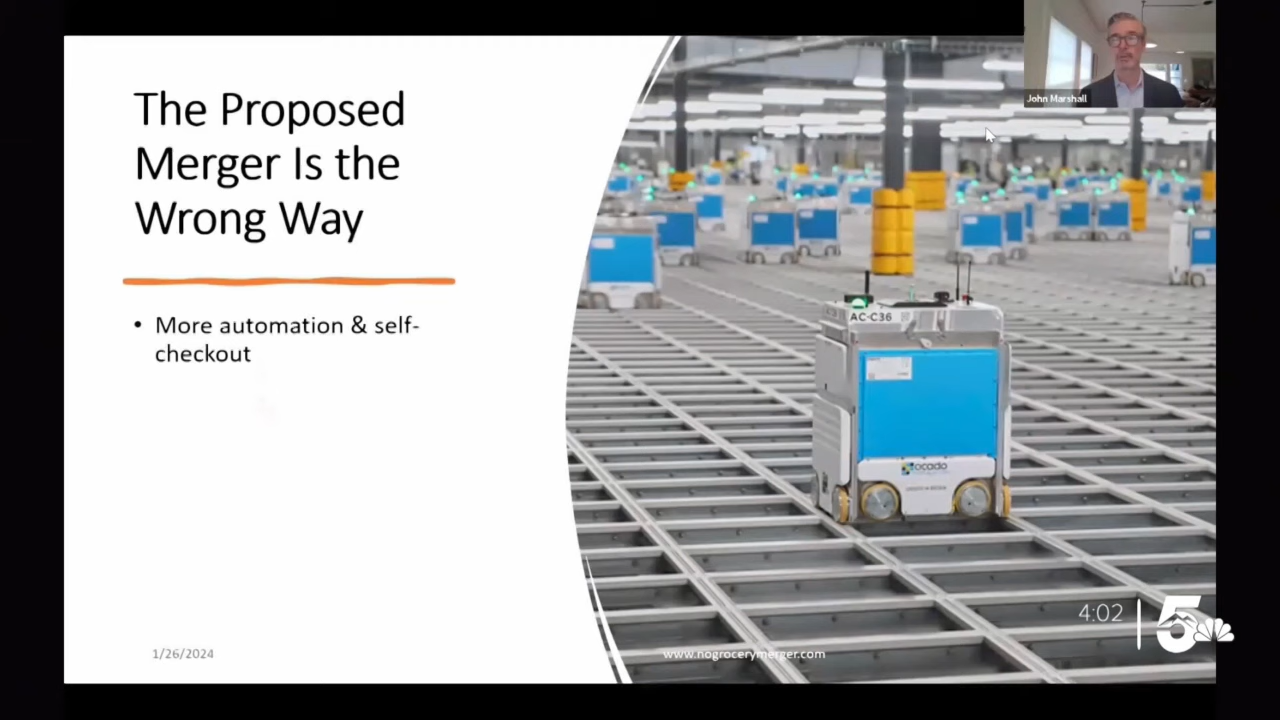 John Marshall
The Proposed
Merger Is the
Wrong Way
• More automation & self-
checkout
AC-C36
ocado
4:02
5
1/26/2024
www.nogrocerymerger.com